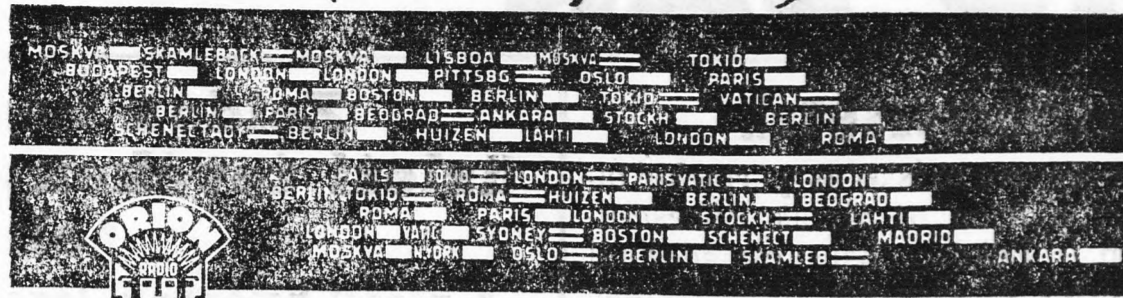 MOSKVA SKAMLEBAEK MOSKVA LISBOA MOSKVA TOKIO
BUDAPEST LONDON LONDON PITTSBG OSLO PARIS
BERLIN ROMA BOSTON BERLIN TOKIO VATICAN
BERLIN PARIS BEOGRAD ANKARA STOCKH BERLIN
SCHENECTADY BERLIN HUIZEN LAHTI LONDON ROMA
PARIS TOKIO LONDON PARIS VATIC LONDON
BERLIN TOKIO ROMA HUIZEN BERLIN BEOGRAD
ROMA PARIS LONDON STOCKH LAHTI
LONDON VATIC SYDNEY BOSTON SCHENECT MADRID
MOSKVA NYORK OSLO BERLIN SKAMLEB ANKARA
ORION
RADIO